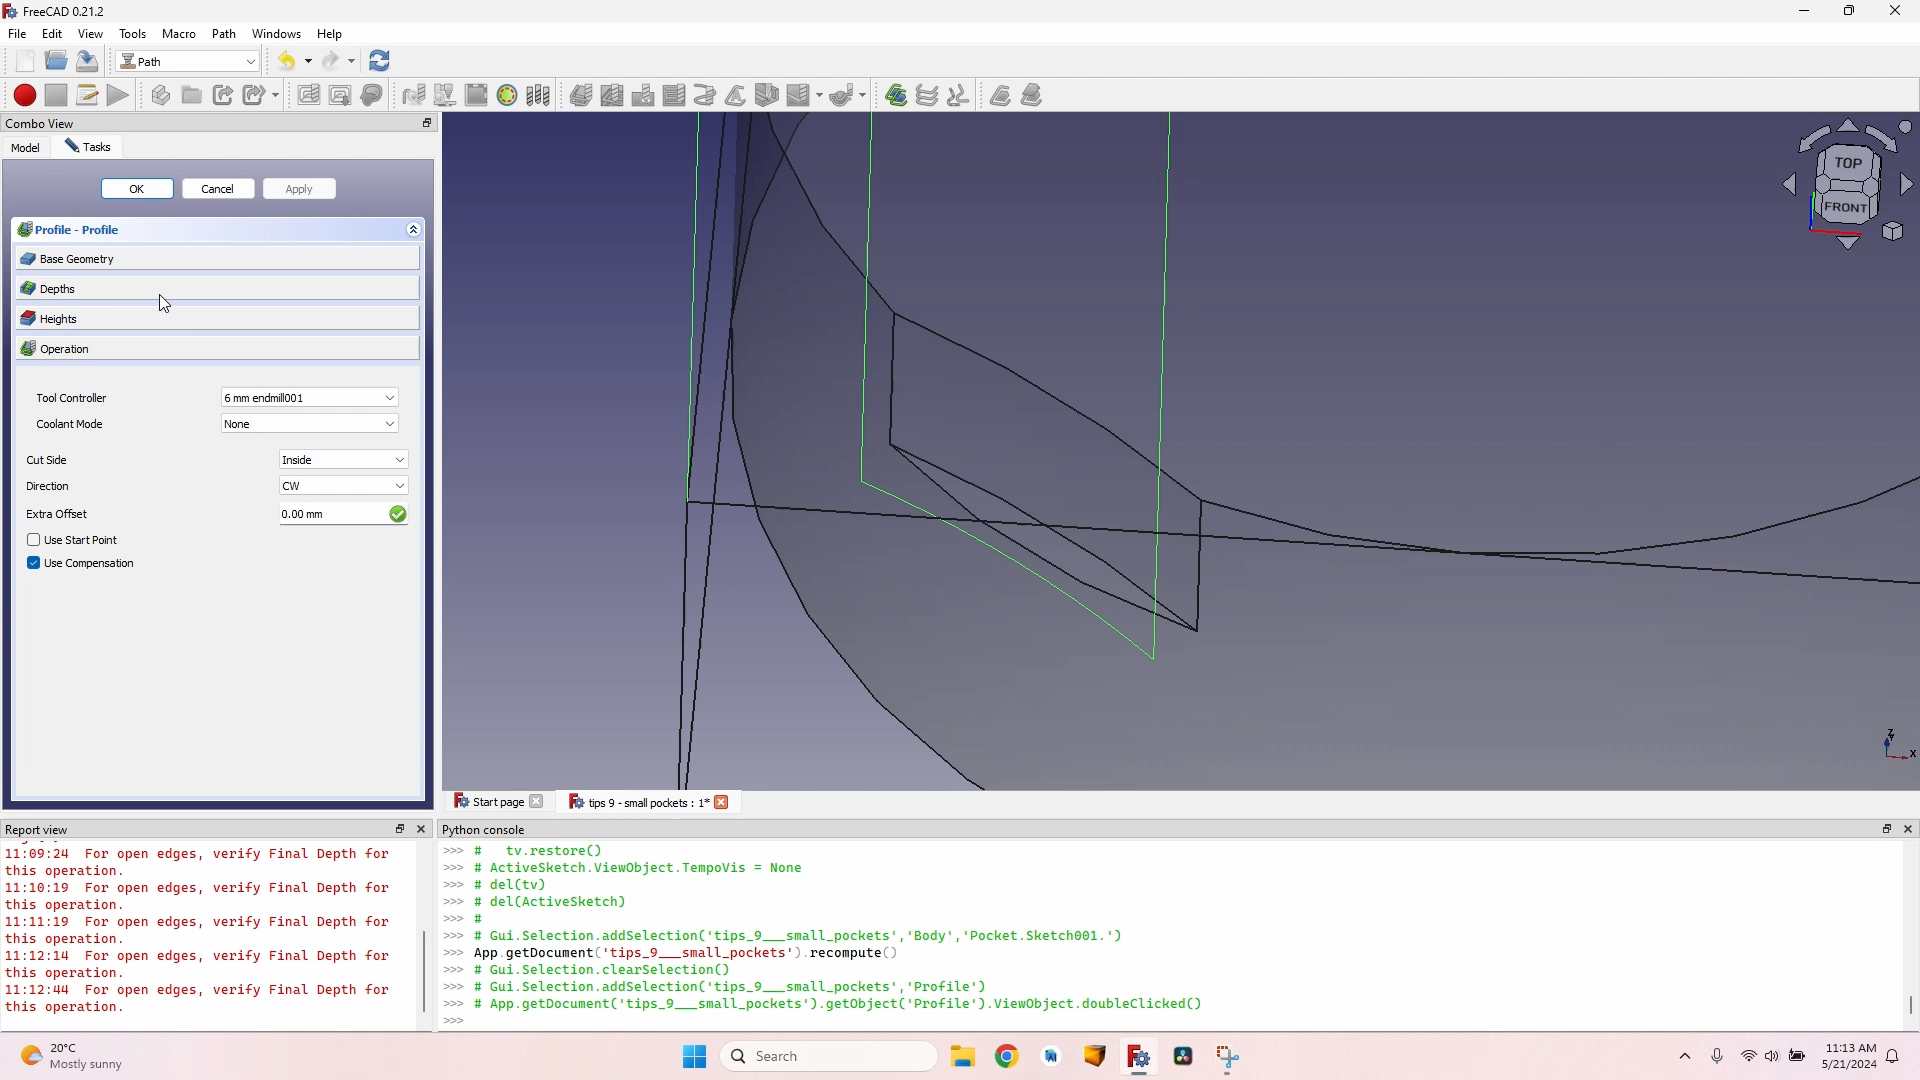 FreeCAD 0.21.2
File Edit View Tools Macro Path Windows Help
Path
Combo View
Model Tasks
OK Cancel Apply
Profile - Profile
Base Geometry
Depths
Heights
Operation
Tool Controller 6 mm endmill001
Coolant Mode None
Cut Side Inside
Direction CW
Extra Offset 0.00 mm
Use Start Point
Use Compensation
TOP
FRONT
Z
Y
X
Start page tips 9 - small pockets : 1*
Report view
11:09:24 For open edges, verify Final Depth for
this operation.
11:10:19 For open edges, verify Final Depth for
this operation.
11:11:19 For open edges, verify Final Depth for
this operation.
11:12:14 For open edges, verify Final Depth for
this operation.
11:12:44 For open edges, verify Final Depth for
this operation.
Python console
>>> #   tv.restore()
>>> # ActiveSketch.ViewObject.TempoVis = None
>>> # del(tv)
>>> # del(ActiveSketch)
>>> #
>>> # Gui.Selection.addSelection('tips_9___small_pockets','Body','Pocket.Sketch001.')
>>> App.getDocument('tips_9___small_pockets').recompute()
>>> # Gui.Selection.clearSelection()
>>> # Gui.Selection.addSelection('tips_9___small_pockets','Profile')
>>> # App.getDocument('tips_9___small_pockets').getObject('Profile').ViewObject.doubleClicked()
>>>
20°C
Mostly sunny
Search
11:13 AM
5/21/2024